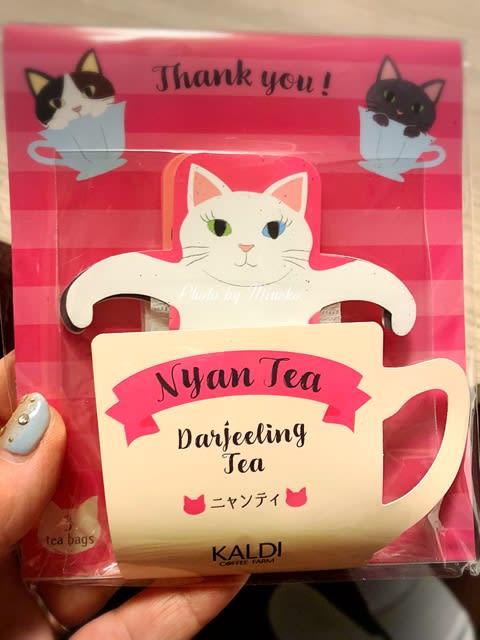 Thank you!
Photo by Mineko
Nyan Tea
Darjeeling
Tea
ニャンティ
3
tea bags
KALDI
COFFEE FARM